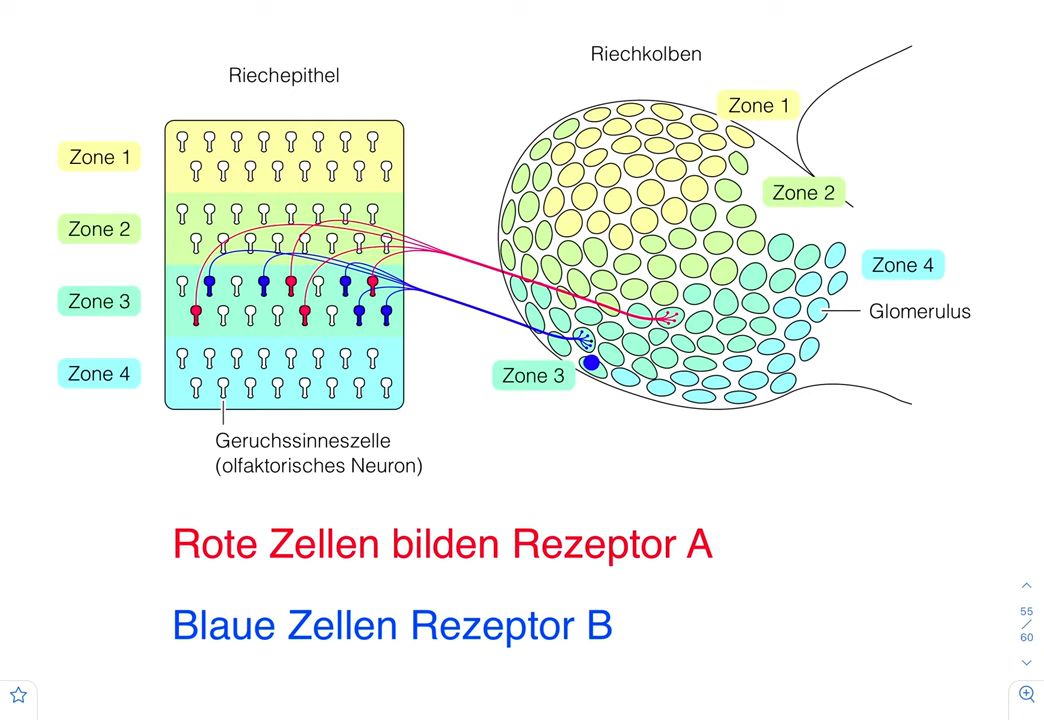 Riechepithel
Riechkolben
Zone 1
Zone 2
Zone 3
Zone 4
Zone 1
Zone 2
Zone 4
Glomerulus
Zone 3
Geruchssinneszelle
(olfaktorisches Neuron)
Rote Zellen bilden Rezeptor A
Blaue Zellen Rezeptor B
55
/
60